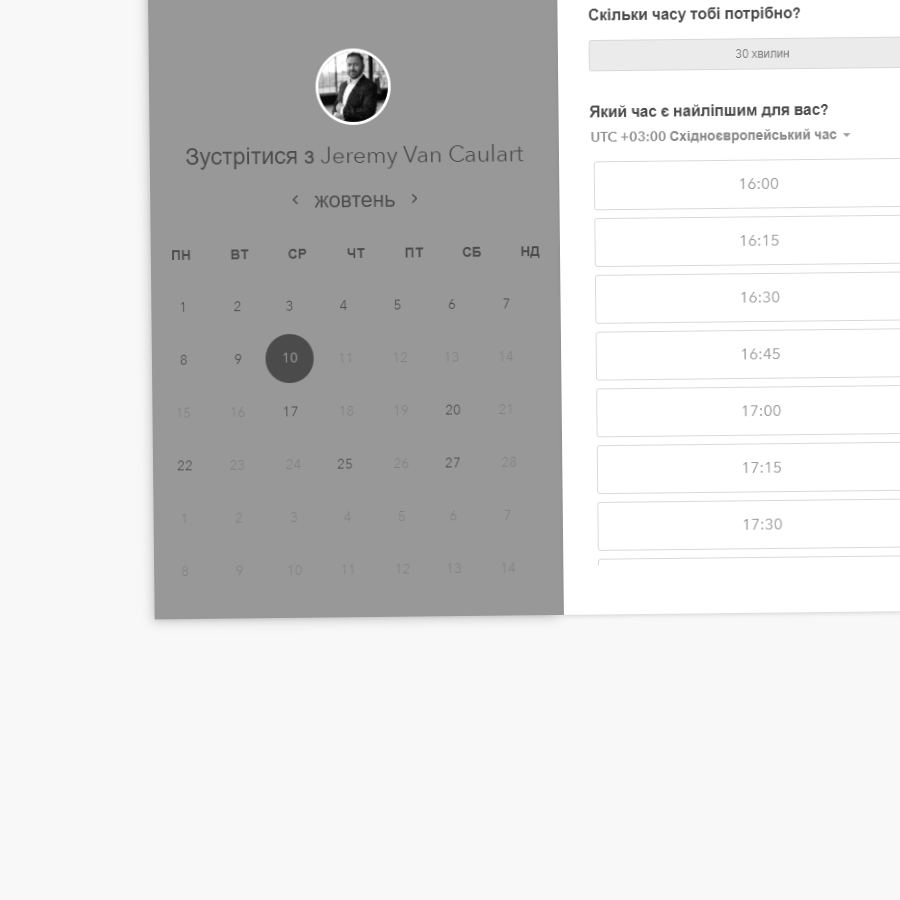 Зустрітися з Jeremy Van Caulart
жовтень
ПН ВТ СР ЧТ ПТ СБ НД
1 2 3 4 5 6 7
8 9 10 11 12 13 14
15 16 17 18 19 20 21
22 23 24 25 26 27 28
1 2 3 4 5 6 7
8 9 10 11 12 13 14
Скільки часу тобі потрібно?
30 хвилин
Який час є найліпшим для вас?
UTC +03:00 Східноєвропейський час
16:00
16:15
16:30
16:45
17:00
17:15
17:30